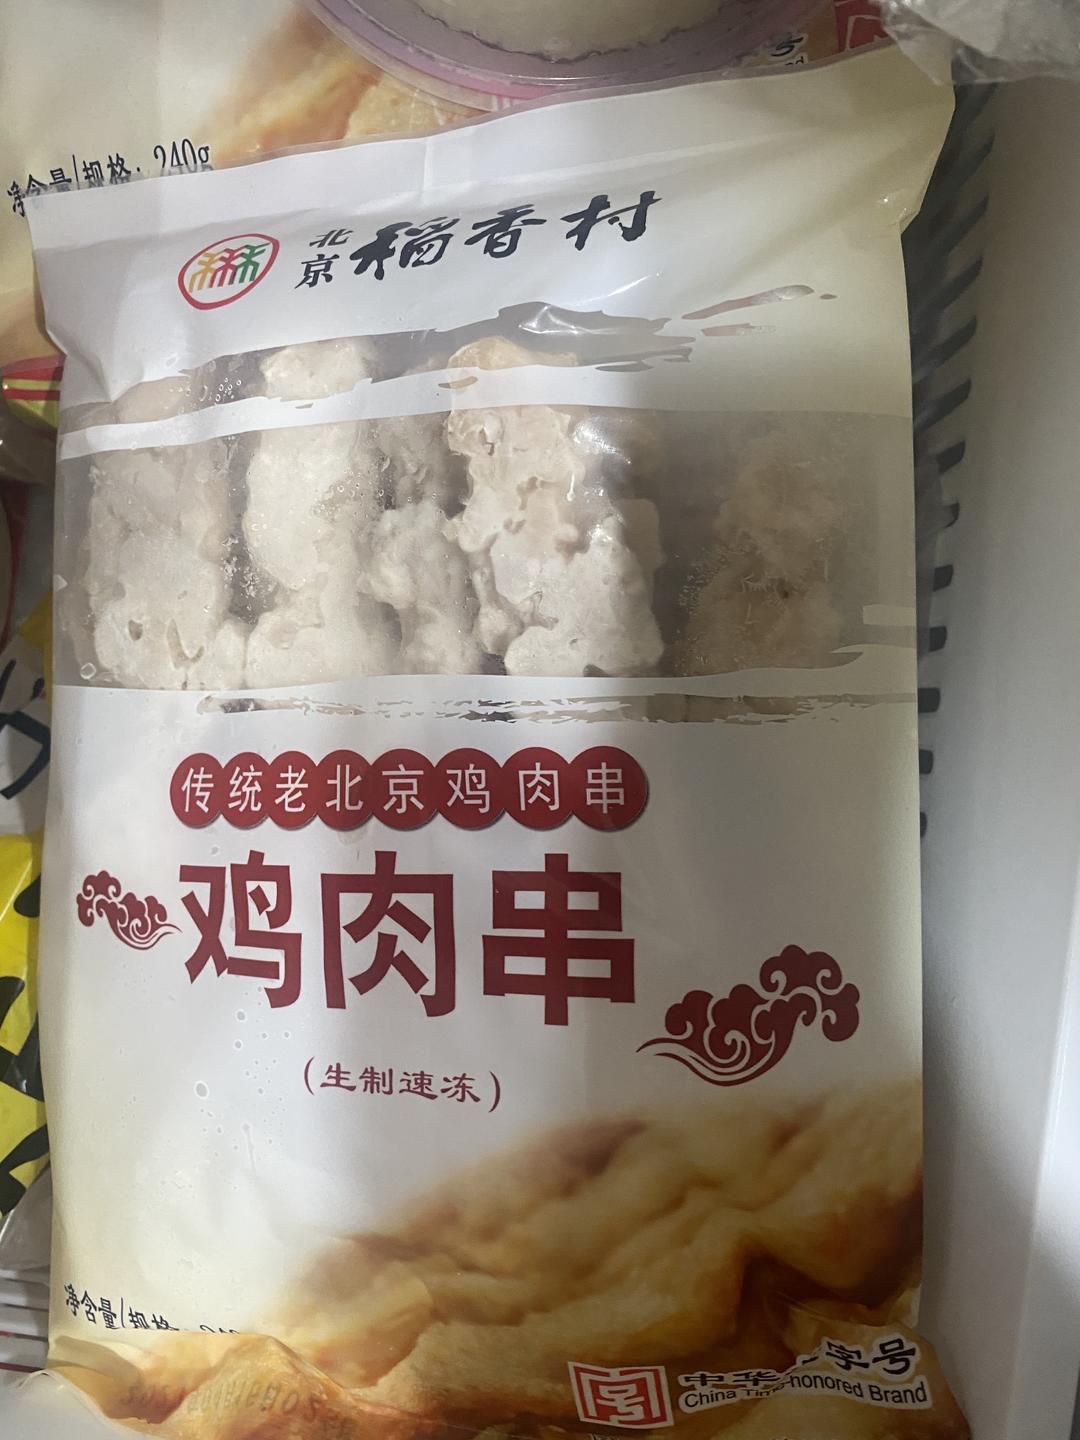 净含量/规格: 240g
北京 稻香村
传统老北京鸡肉串
鸡肉串
(生制速冻)
净含量/规格:
中华 字号
China Time-honored Brand